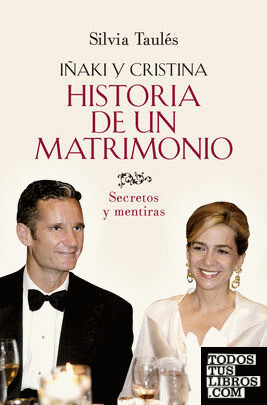 Silvia Taulés
IÑAKI Y CRISTINA
HISTORIA
DE UN
MATRIMONIO
Secretos
y mentiras
TODOS
TUS
LIBROS
.COM